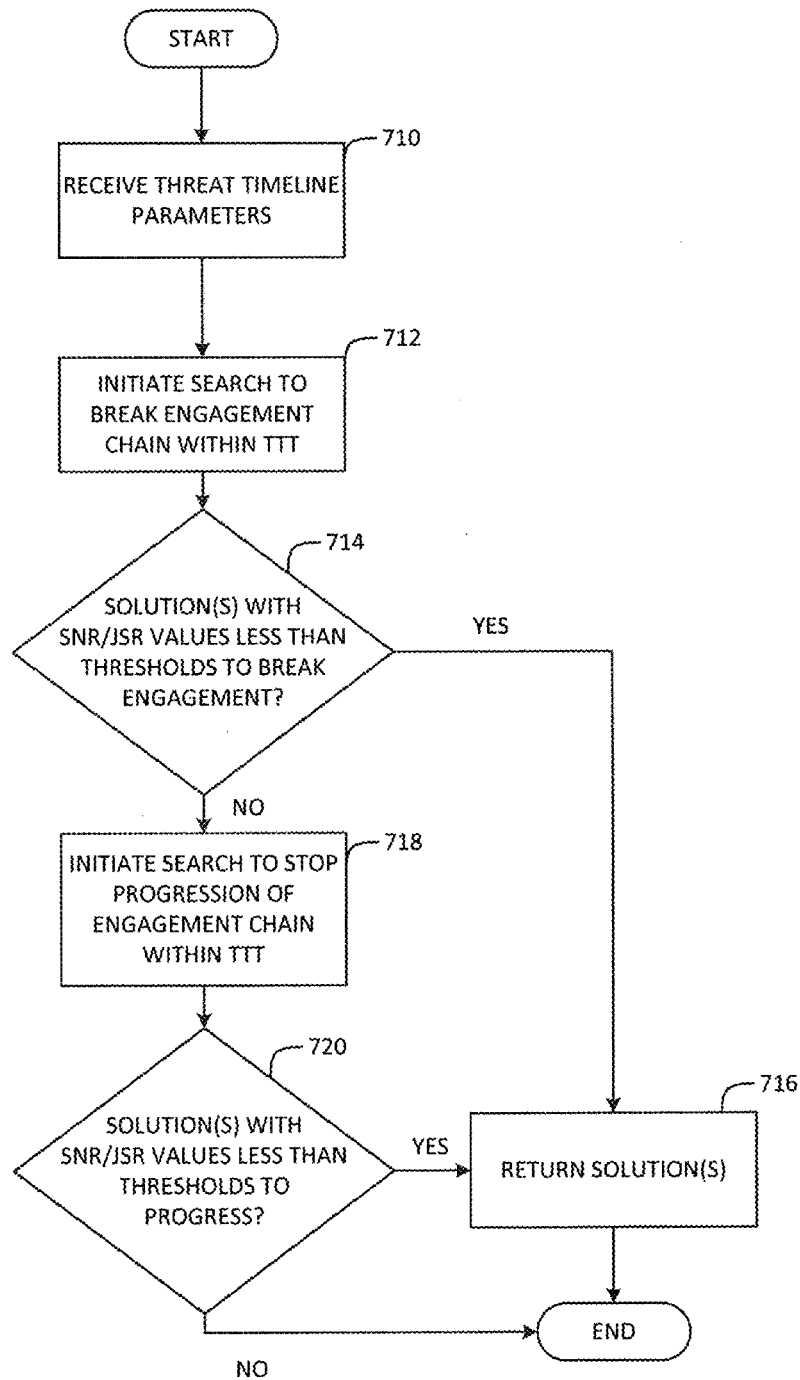 START
710
RECEIVE THREAT TIMELINE
PARAMETERS
712
INITIATE SEARCH TO
BREAK ENGAGEMENT
CHAIN WITHIN TTT
714
SOLUTION(S) WITH
SNR/JSR VALUES LESS THAN
THRESHOLDS TO BREAK
ENGAGEMENT?
YES
NO
718
INITIATE SEARCH TO STOP
PROGRESSION OF
ENGAGEMENT CHAIN
WITHIN TTT
720
SOLUTION(S) WITH
SNR/JSR VALUES LESS THAN
THRESHOLDS TO
PROGRESS?
YES
716
RETURN SOLUTION(S)
NO
END